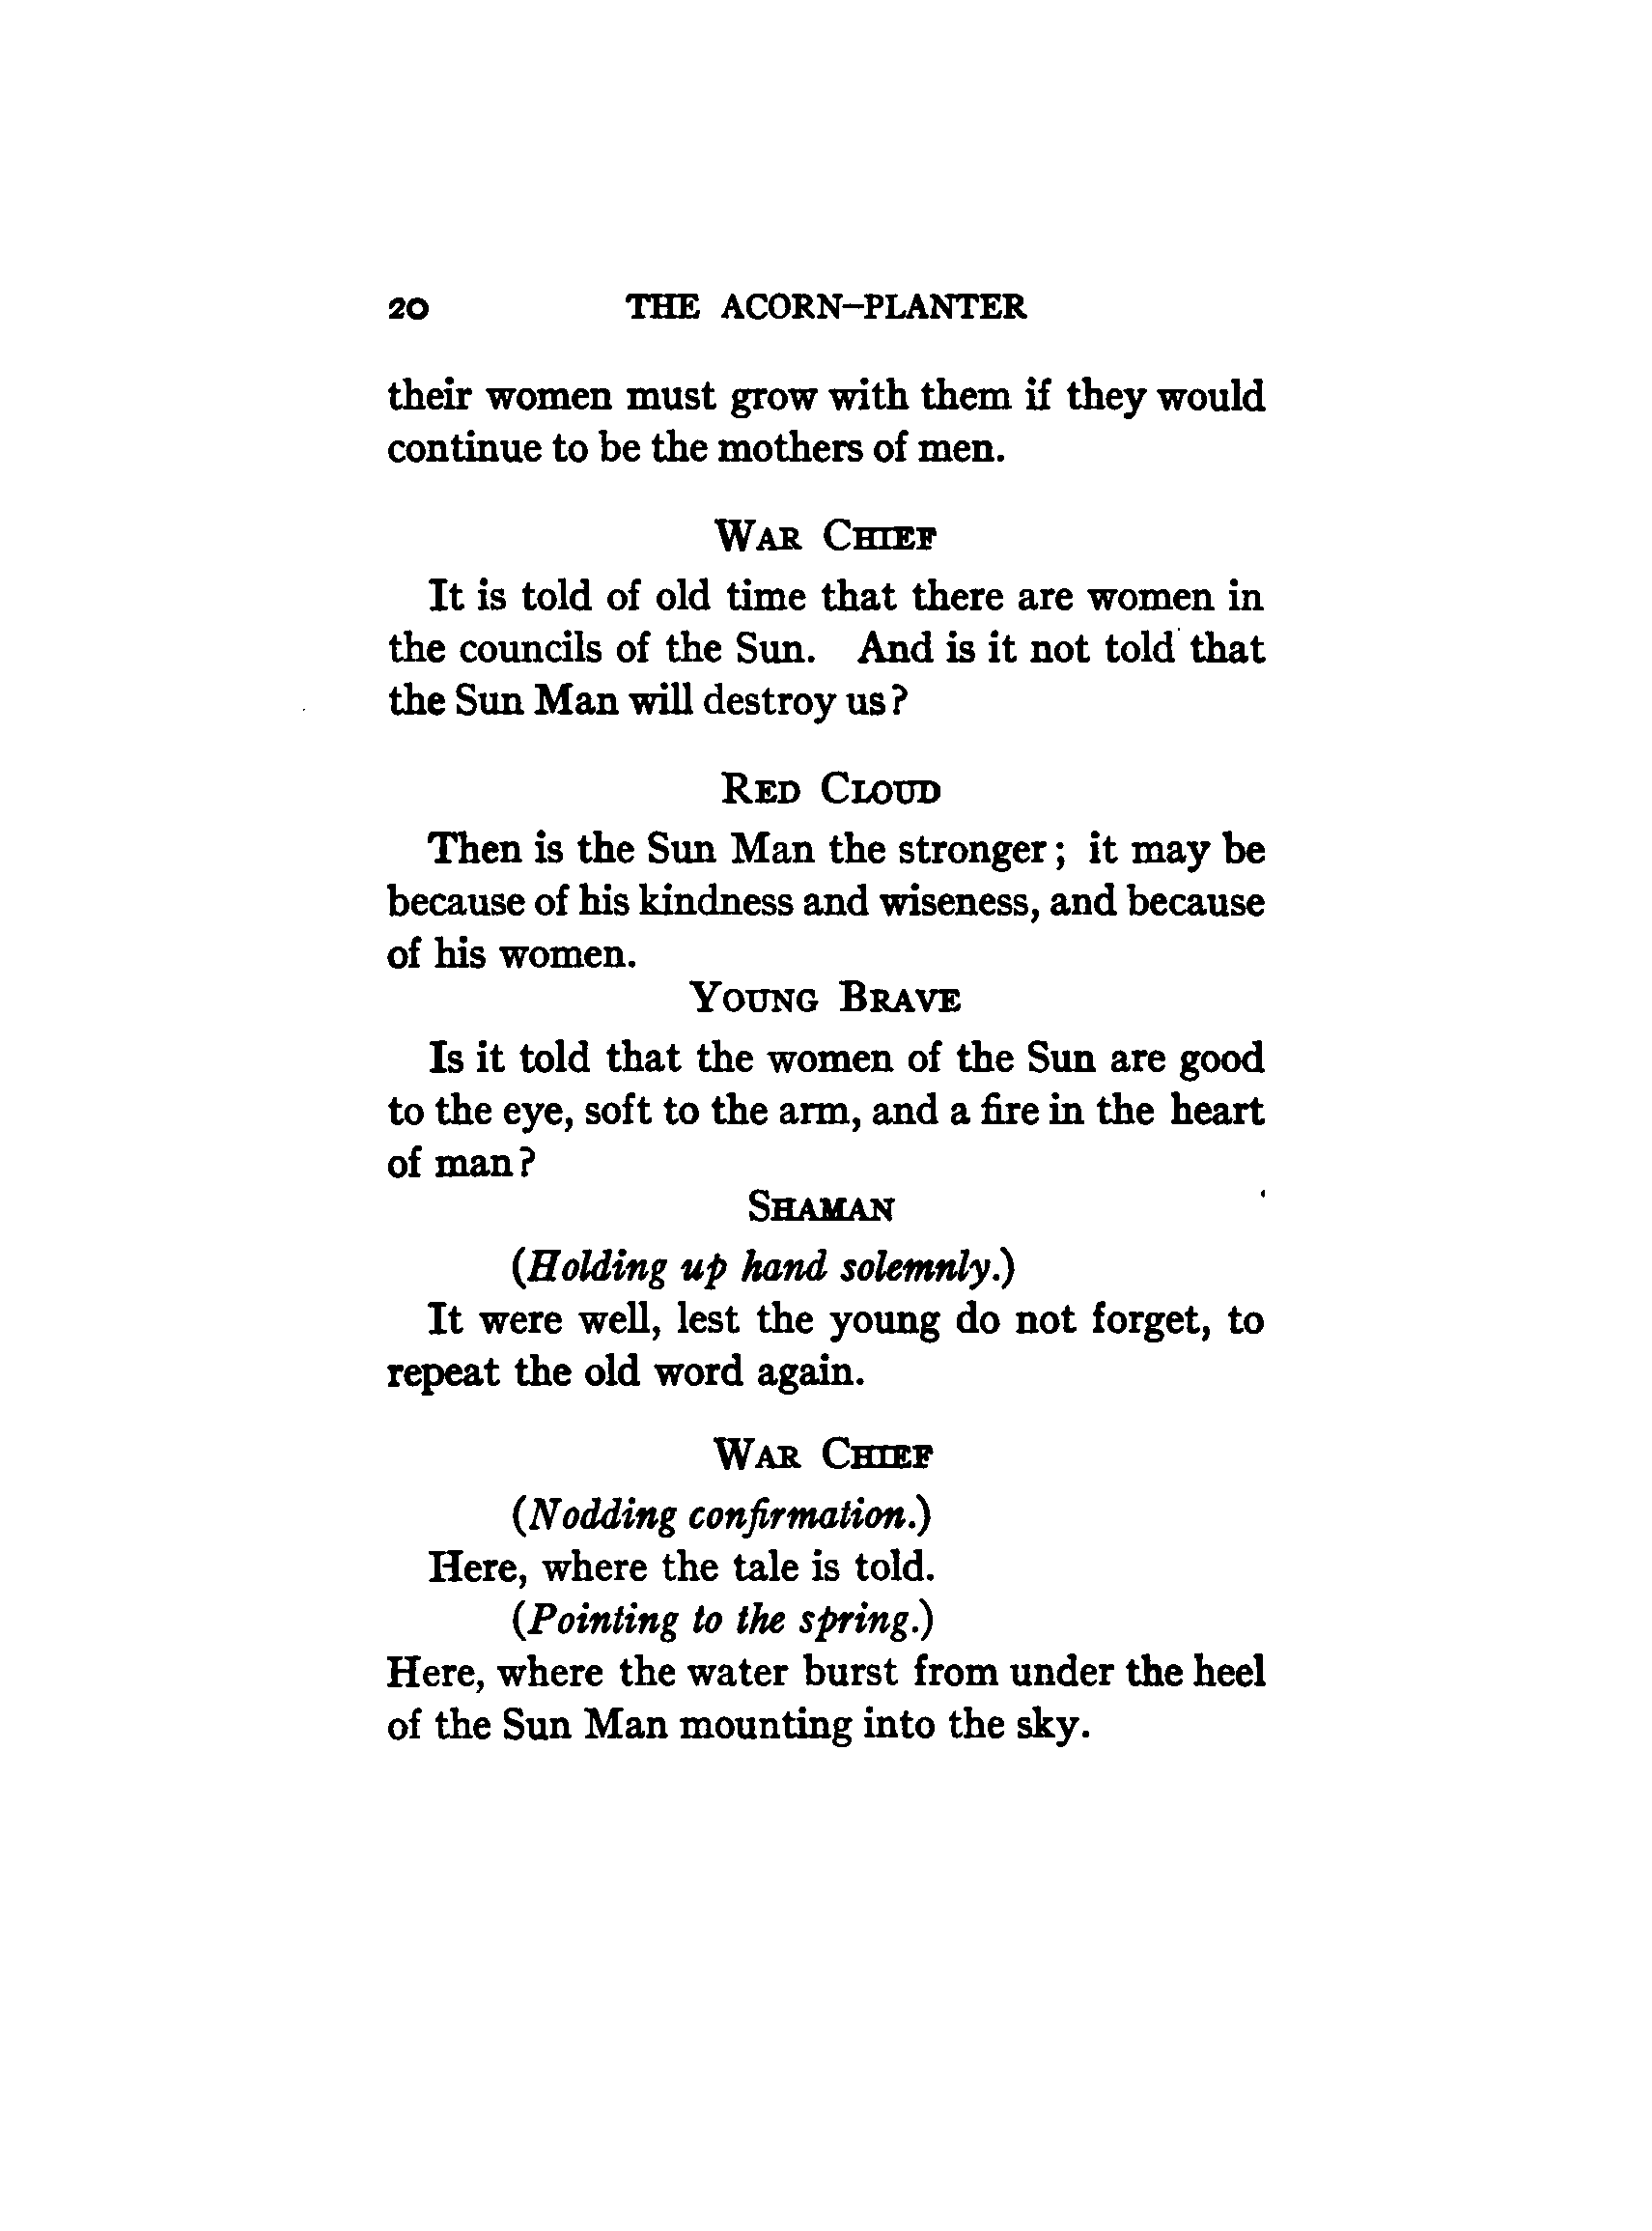 20 THE ACORN–PLANTER
their women must grow with them if they would
continue to be the mothers of men.
WAR CHIEF
It is told of old time that there are women in
the councils of the Sun. And is it not told that
the Sun Man will destroy us?
RED CLOUD
Then is the Sun Man the stronger; it may be
because of his kindness and wiseness, and because
of his women.
YOUNG BRAVE
Is it told that the women of the Sun are good
to the eye, soft to the arm, and a fire in the heart
of man?
SHAMAN
(Holding up hand solemnly.)
It were well, lest the young do not forget, to
repeat the old word again.
WAR CHIEF
(Nodding confirmation.)
Here, where the tale is told.
(Pointing to the spring.)
Here, where the water burst from under the heel
of the Sun Man mounting into the sky.